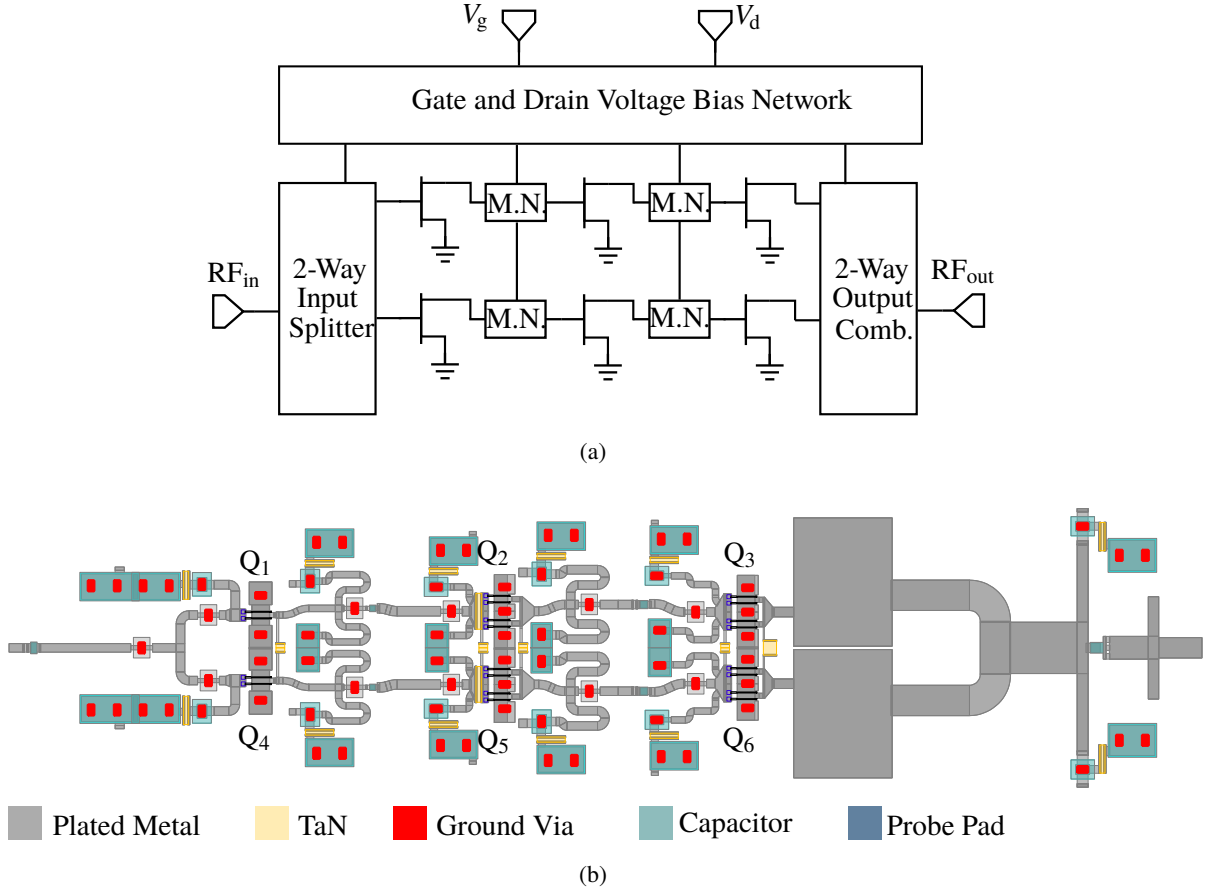 Vg Vd
Gate and Drain Voltage Bias Network
M.N. M.N.
RFin 2-Way Input Splitter M.N. M.N. 2-Way Output Comb. RFout
(a)
Q1 Q2 Q3
Q4 Q5 Q6
Plated Metal TaN Ground Via Capacitor Probe Pad
(b)